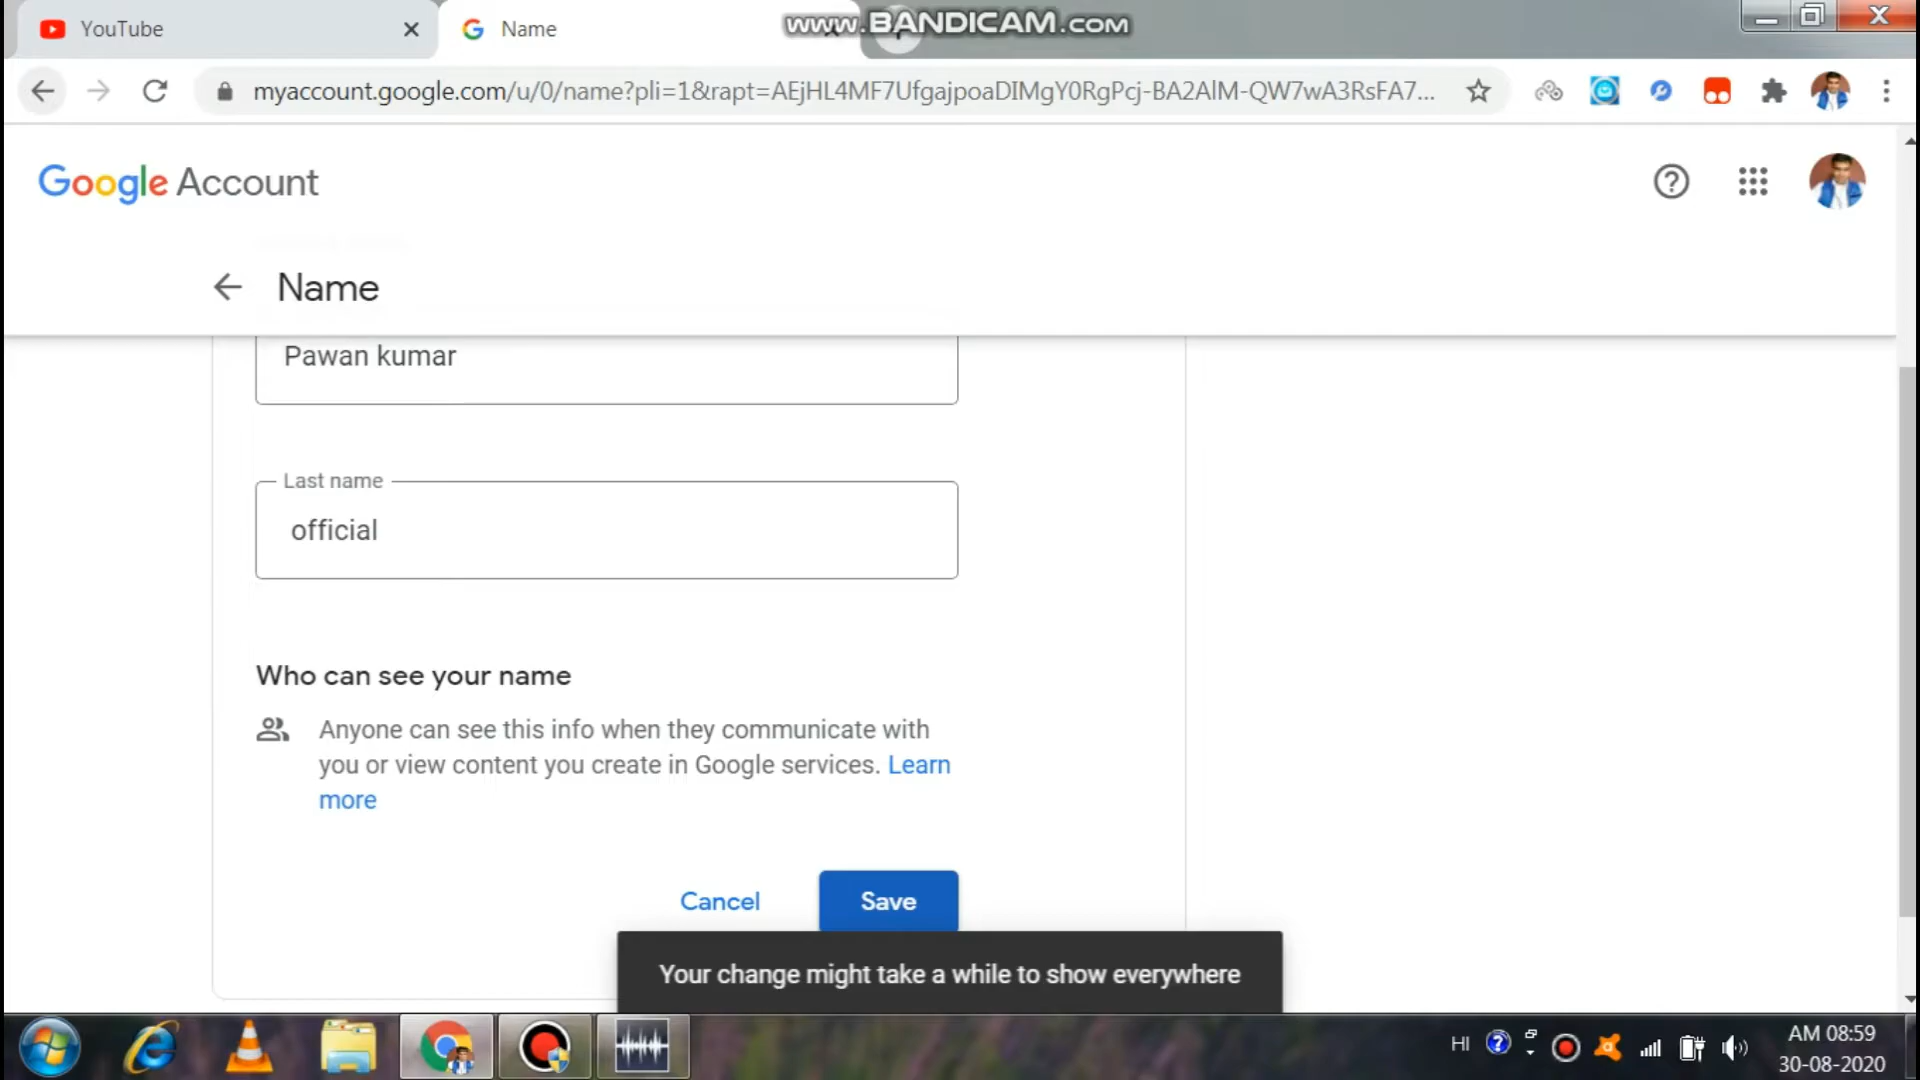 YouTube
Name
www.BANDICAM.com
myaccount.google.com/u/0/name?pli=1&rapt=AEjHL4MF7UfgajpoaDIMgY0RgPcj-BA2AlM-QW7wA3RsFA7...
Google Account
Name
Pawan kumar
Last name
official
Who can see your name
Anyone can see this info when they communicate with
you or view content you create in Google services. Learn
more
Cancel
Save
Your change might take a while to show everywhere
HI
AM 08:59
30-08-2020